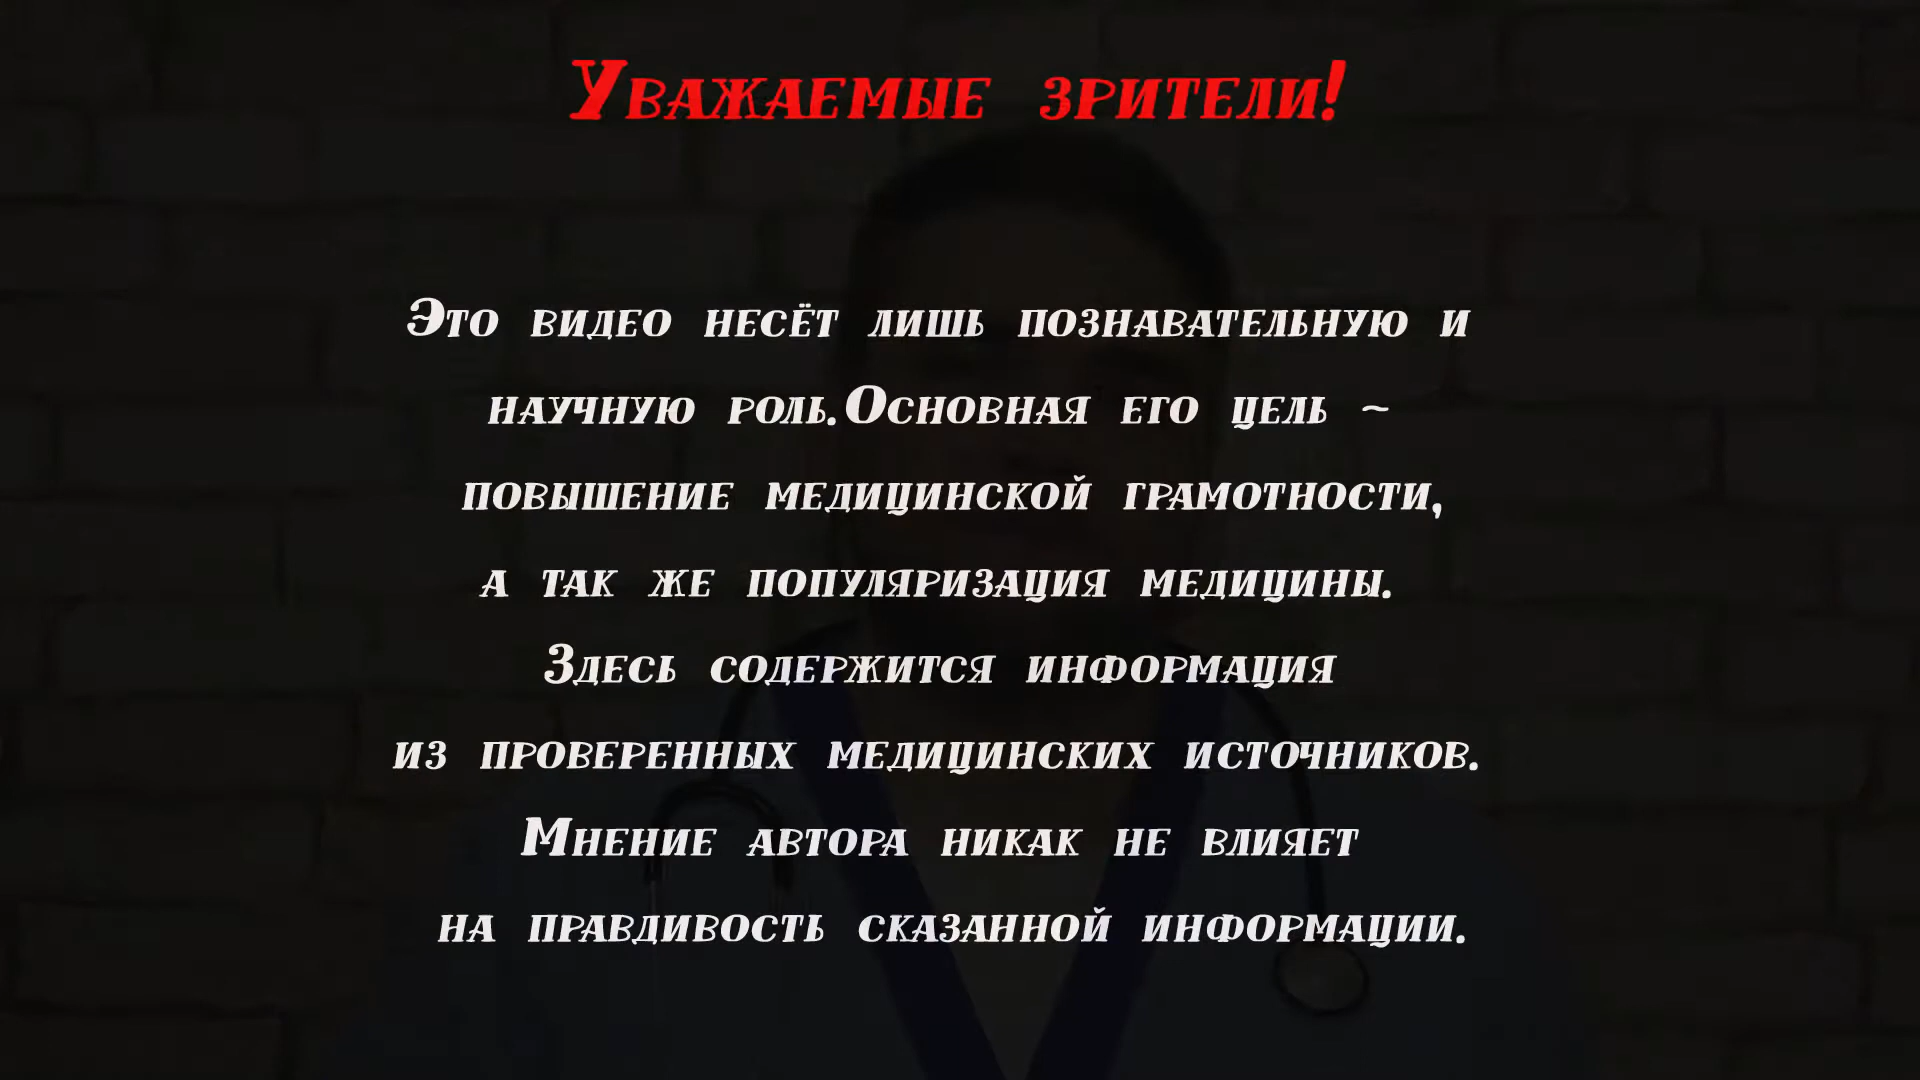 Уважаемые зрители!
Это видео несёт лишь познавательную и
научную роль.Основная его цель ~
повышение медицинской грамотности,
а так же популяризация медицины.
Здесь содержится информация
из проверенных медицинских источников.
Мнение автора никак не влияет
на правдивость сказанной информации.